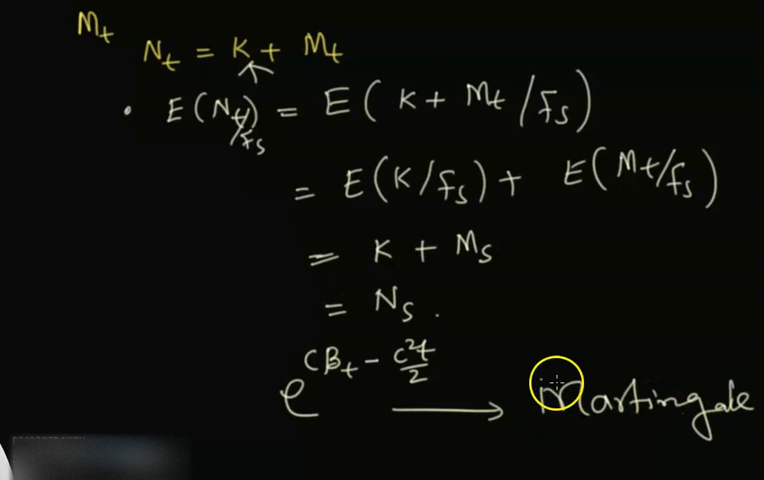 Mt
Nt = K + Mt
• E(Nt/fs) = E(K + Mt/fs)
= E(K/fs) + E(Mt/fs)
= K + Ms
= Ns.
e^(CBt - c²t/2) → Martingale